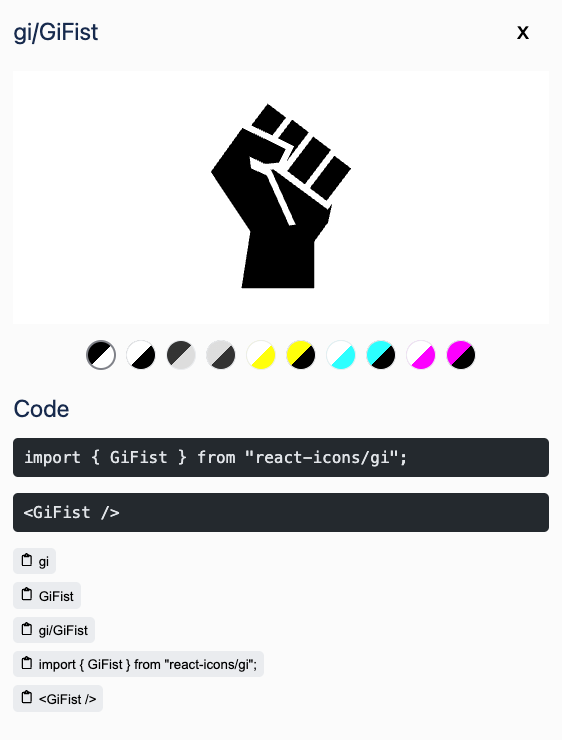 gi/GiFist
X
Code
import { GiFist } from "react-icons/gi";
<GiFist />
gi
GiFist
gi/GiFist
import { GiFist } from "react-icons/gi";
<GiFist />